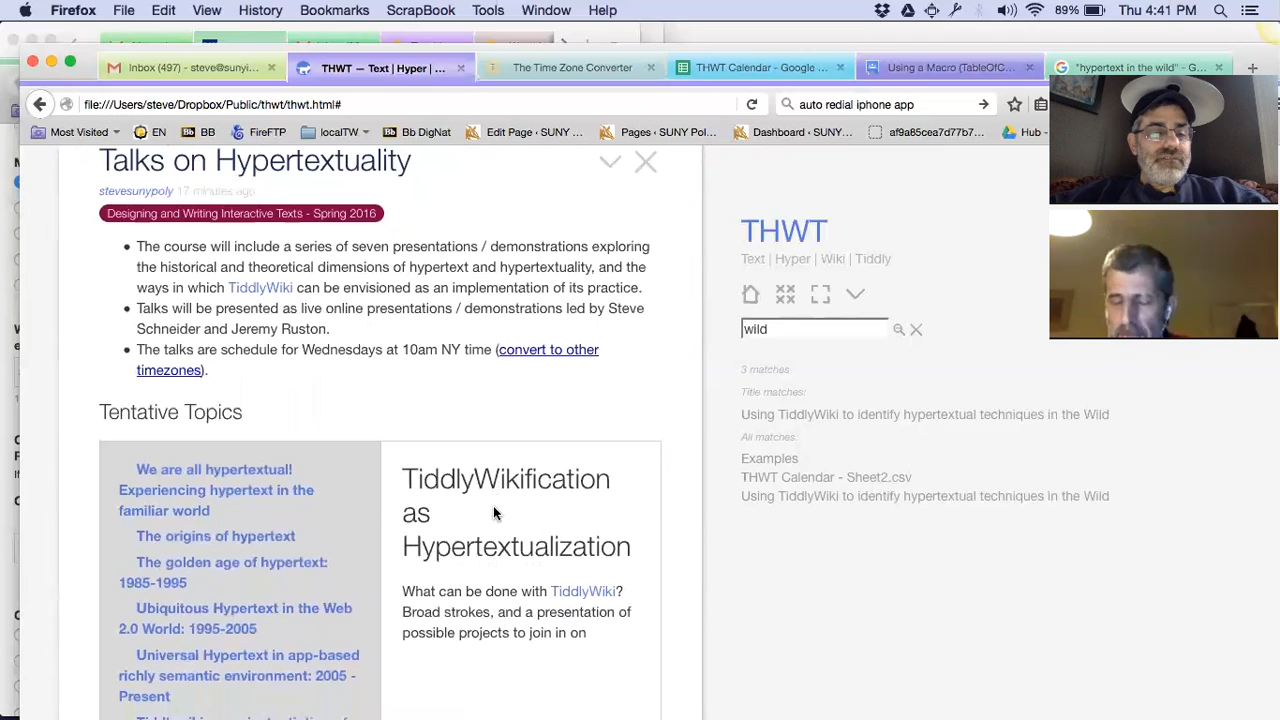 Firefox File Edit View History Bookmarks ScrapBook Tools Window Help 89% Thu 4:41 PM
Inbox (497) - steve@sunyi... THWT — Text | Hyper | ... The Time Zone Converter THWT Calendar - Google ... Using a Macro (TableOfC... "hypertext in the wild" - G...
file:///Users/steve/Dropbox/Public/thwt/thwt.html# auto redial iphone app
Most Visited EN Bb BB FireFTP localTW Bb DigNat Edit Page - SUNY ... Pages - SUNY Pol... Dashboard - SUNY... af9a85cea7d77b7... Hub -
Talks on Hypertextuality
stevesunypoly 17 minutes ago
Designing and Writing Interactive Texts - Spring 2016
The course will include a series of seven presentations / demonstrations exploring
the historical and theoretical dimensions of hypertext and hypertextuality, and the
ways in which TiddlyWiki can be envisioned as an implementation of its practice.
Talks will be presented as live online presentations / demonstrations led by Steve
Schneider and Jeremy Ruston.
The talks are schedule for Wednesdays at 10am NY time (convert to other
timezones).
Tentative Topics
We are all hypertextual!
Experiencing hypertext in the
familiar world
The origins of hypertext
The golden age of hypertext:
1985-1995
Ubiquitous Hypertext in the Web
2.0 World: 1995-2005
Universal Hypertext in app-based
richly semantic environment: 2005 -
Present
TiddlyWikification
as
Hypertextualization
What can be done with TiddlyWiki?
Broad strokes, and a presentation of
possible projects to join in on
THWT
Text | Hyper | Wiki | Tiddly
wild
3 matches
Title matches:
Using TiddlyWiki to identify hypertextual techniques in the Wild
All matches:
Examples
THWT Calendar - Sheet2.csv
Using TiddlyWiki to identify hypertextual techniques in the Wild